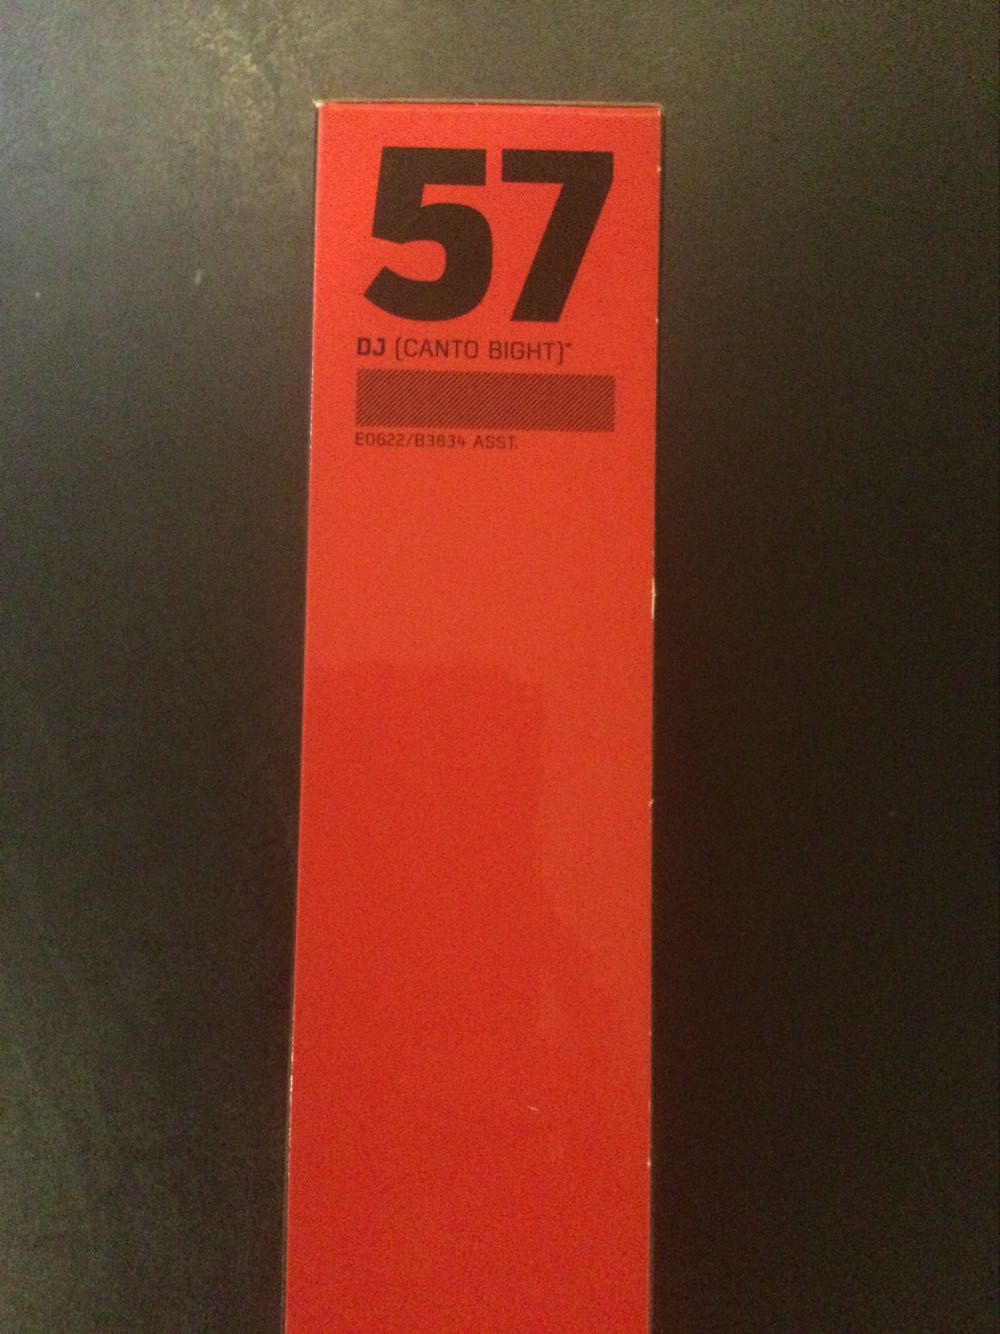 57
DJ (CANTO BIGHT)™
E0622/B3834 ASST.